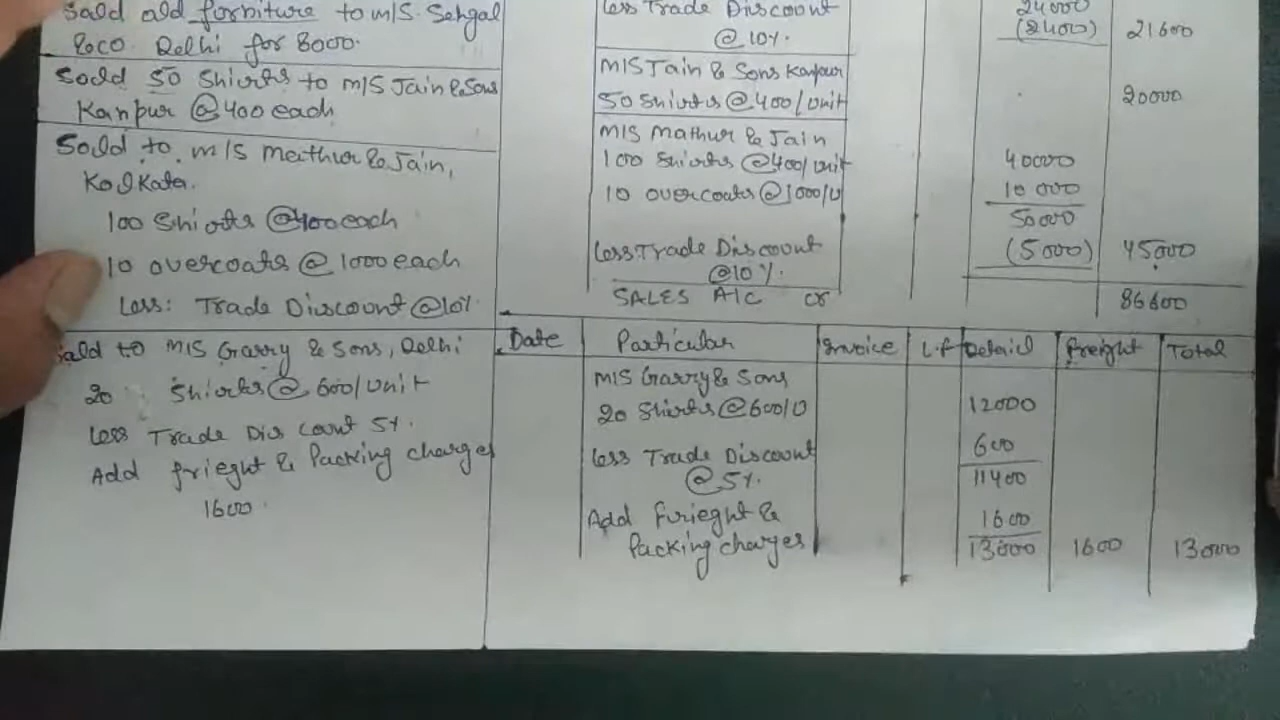 Sold old forbiture to M/S. Sehgal
&co. Delhi for 8000.
Sold 50 Shirts to M/S Jain & Sons
Kanpur @ 400 each
Sold to M/S Mathur & Jain,
Kolkata.
100 Shirts @ 400 each
10 overcoats @ 1000 each
Less: Trade Discount @ 10%
Sold to M/S Garry & Sons, Delhi
20 Shirts @ 600/Unit
less Trade Discount 5%.
Add frieght & Packing charges
1600.
less Trade Discount
@ 10%.
24000
(2400) 21600
M/S Jain & Sons Kanpur
50 Shirts @ 400/Unit 20000
M/S Mathur & Jain
100 Shirts @ 400/Unit 40000
10 overcoats @ 1000/U 10000
50000
less Trade Discount (5000) 45000
@ 10%.
SALES A/C cr 86600
Date Particular Invoice L.F Detail freight Total
M/S Garry & Sons
20 Shirts @ 600/U 12000
less Trade Discount 600
@ 5%. 11400
Add furieght & 1600
Packing charges 13000 1600 13000